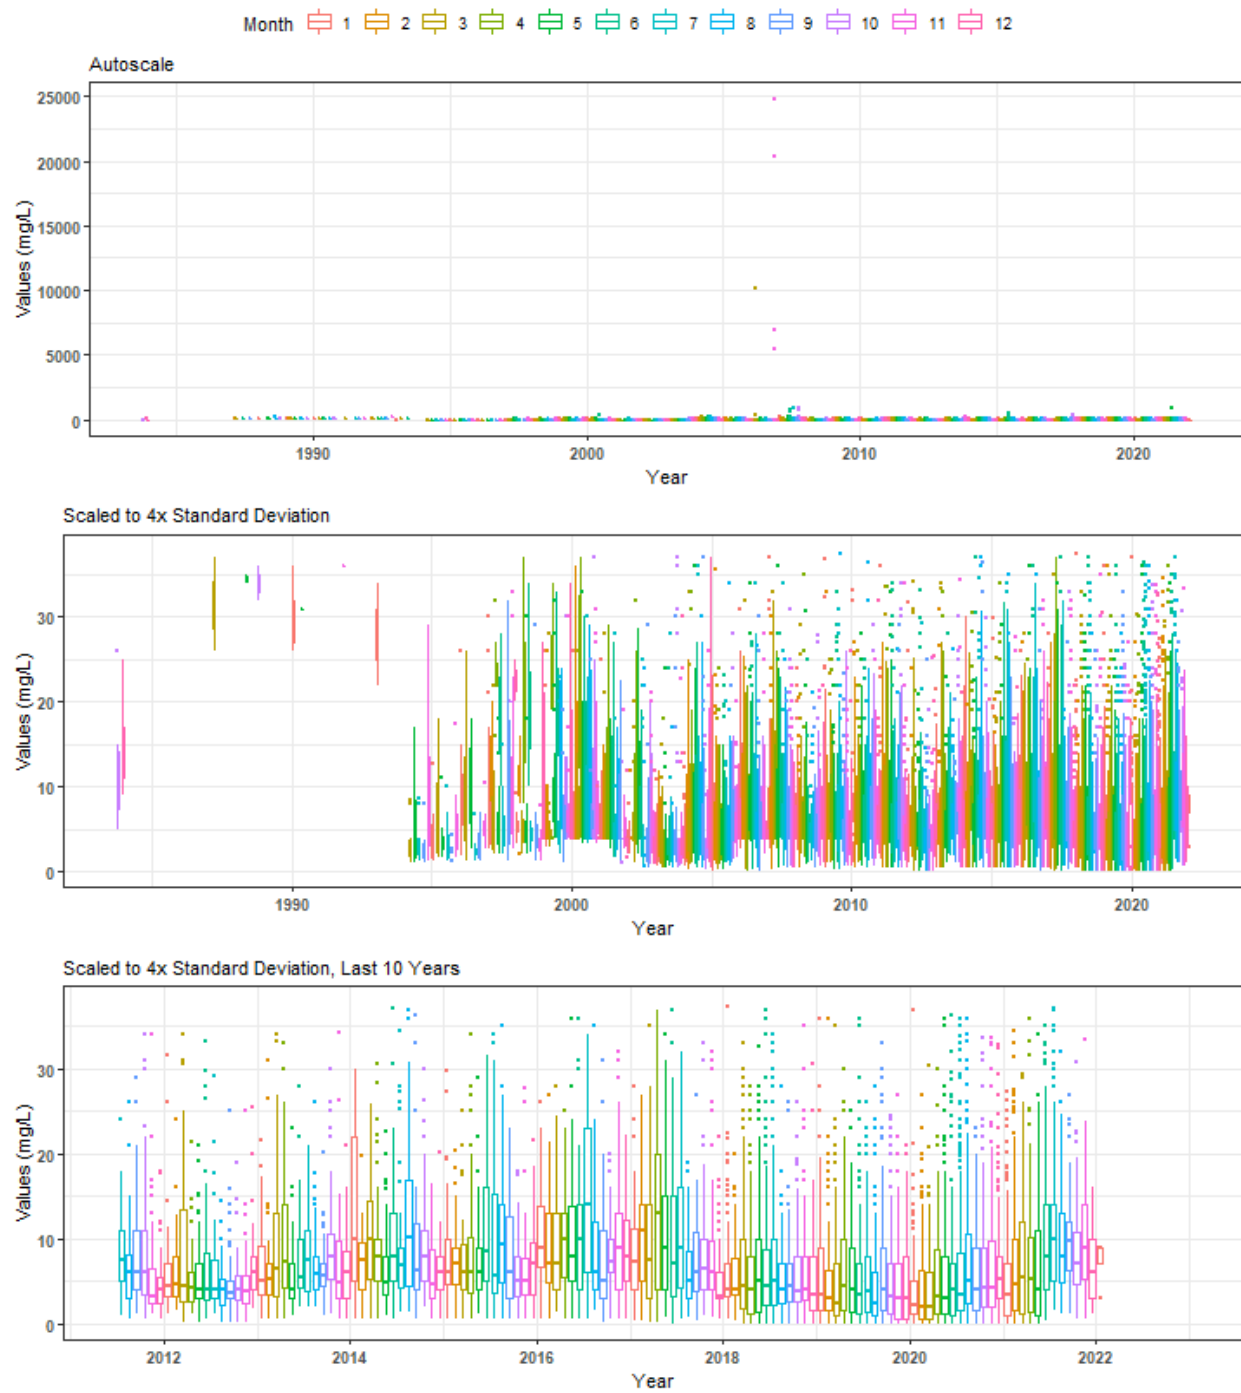 Month 1 2 3 4 5 6 7 8 9 10 11 12
Autoscale
25000
20000
15000
10000
5000
0
Values (mg/L)
1990 2000 2010 2020
Year
Scaled to 4x Standard Deviation
30
20
10
0
Values (mg/L)
1990 2000 2010 2020
Year
Scaled to 4x Standard Deviation, Last 10 Years
30
20
10
0
Values (mg/L)
2012 2014 2016 2018 2020 2022
Year